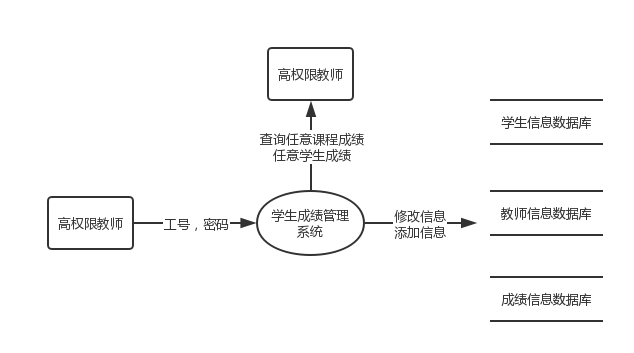 高权限教师
查询任意课程成绩
任意学生成绩
学生信息数据库
高权限教师
工号，密码
学生成绩管理
系统
修改信息
添加信息
教师信息数据库
成绩信息数据库